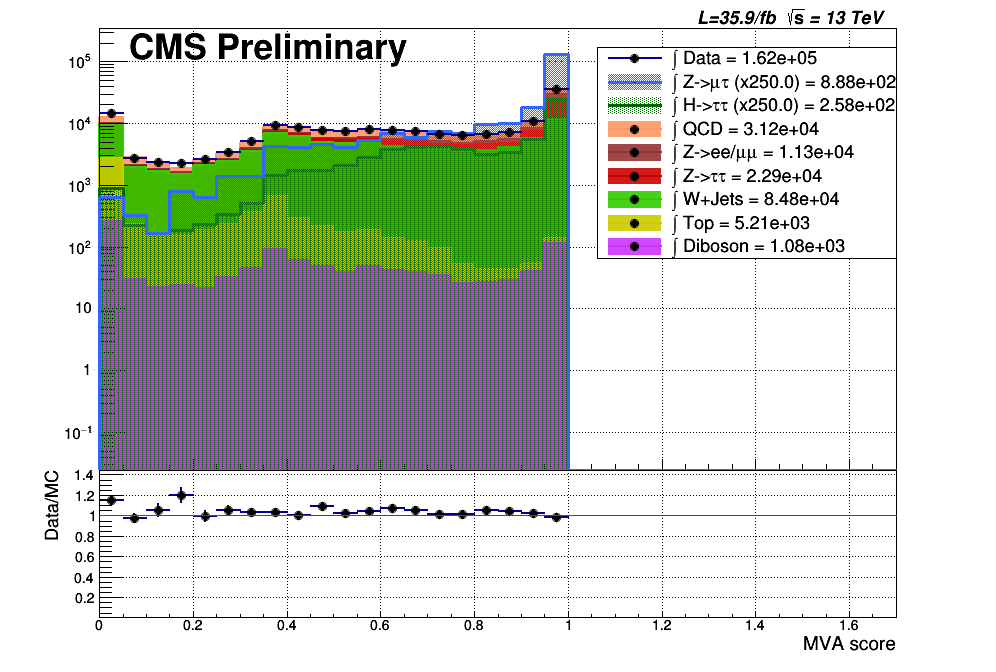 L=35.9/fb √s = 13 TeV
CMS Preliminary
∫ Data = 1.62e+05
∫ Z->μτ (x250.0) = 8.88e+02
∫ H->ττ (x250.0) = 2.58e+02
∫ QCD = 3.12e+04
∫ Z->ee/μμ = 1.13e+04
∫ Z->ττ = 2.29e+04
∫ W+Jets = 8.48e+04
∫ Top = 5.21e+03
∫ Diboson = 1.08e+03
10⁵
10⁴
10³
10²
10
1
10⁻¹
Data/MC
1.4
1.2
1
0.8
0.6
0.4
0.2
0 0.2 0.4 0.6 0.8 1 1.2 1.4 1.6
MVA score